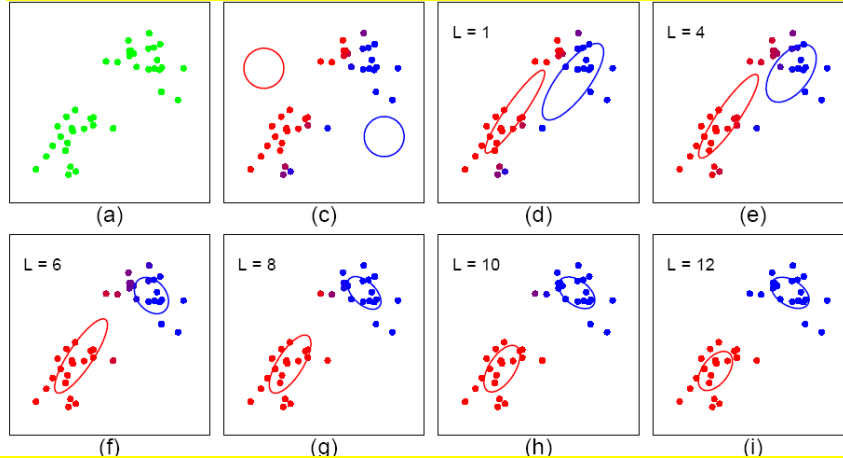 L = 1
L = 4
(a)
(c)
(d)
(e)
L = 6
L = 8
L = 10
L = 12
(f)
(g)
(h)
(i)